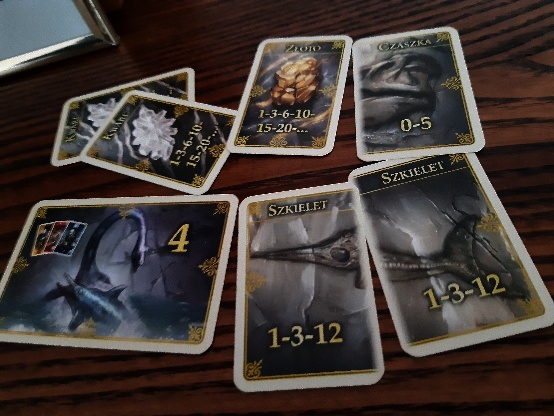 ZŁOTO
1-3-6-10-
15-20-...
CZASZKA
0-5
1-3-6-10-
15-20-...
4
SZKIELET
1-3-12
SZKIELET
1-3-12